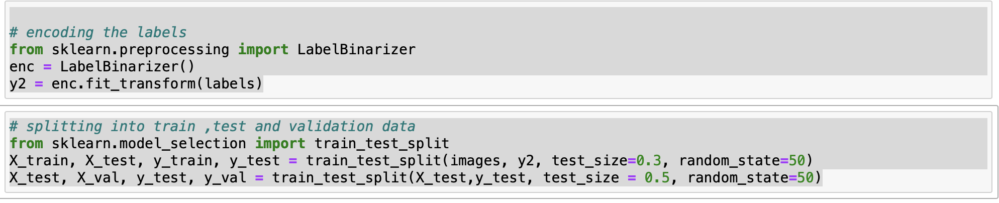 # encoding the labels
from sklearn.preprocessing import LabelBinarizer
enc = LabelBinarizer()
y2 = enc.fit_transform(labels)
# splitting into train ,test and validation data
from sklearn.model_selection import train_test_split
X_train, X_test, y_train, y_test = train_test_split(images, y2, test_size=0.3, random_state=50)
X_test, X_val, y_test, y_val = train_test_split(X_test,y_test, test_size = 0.5, random_state=50)